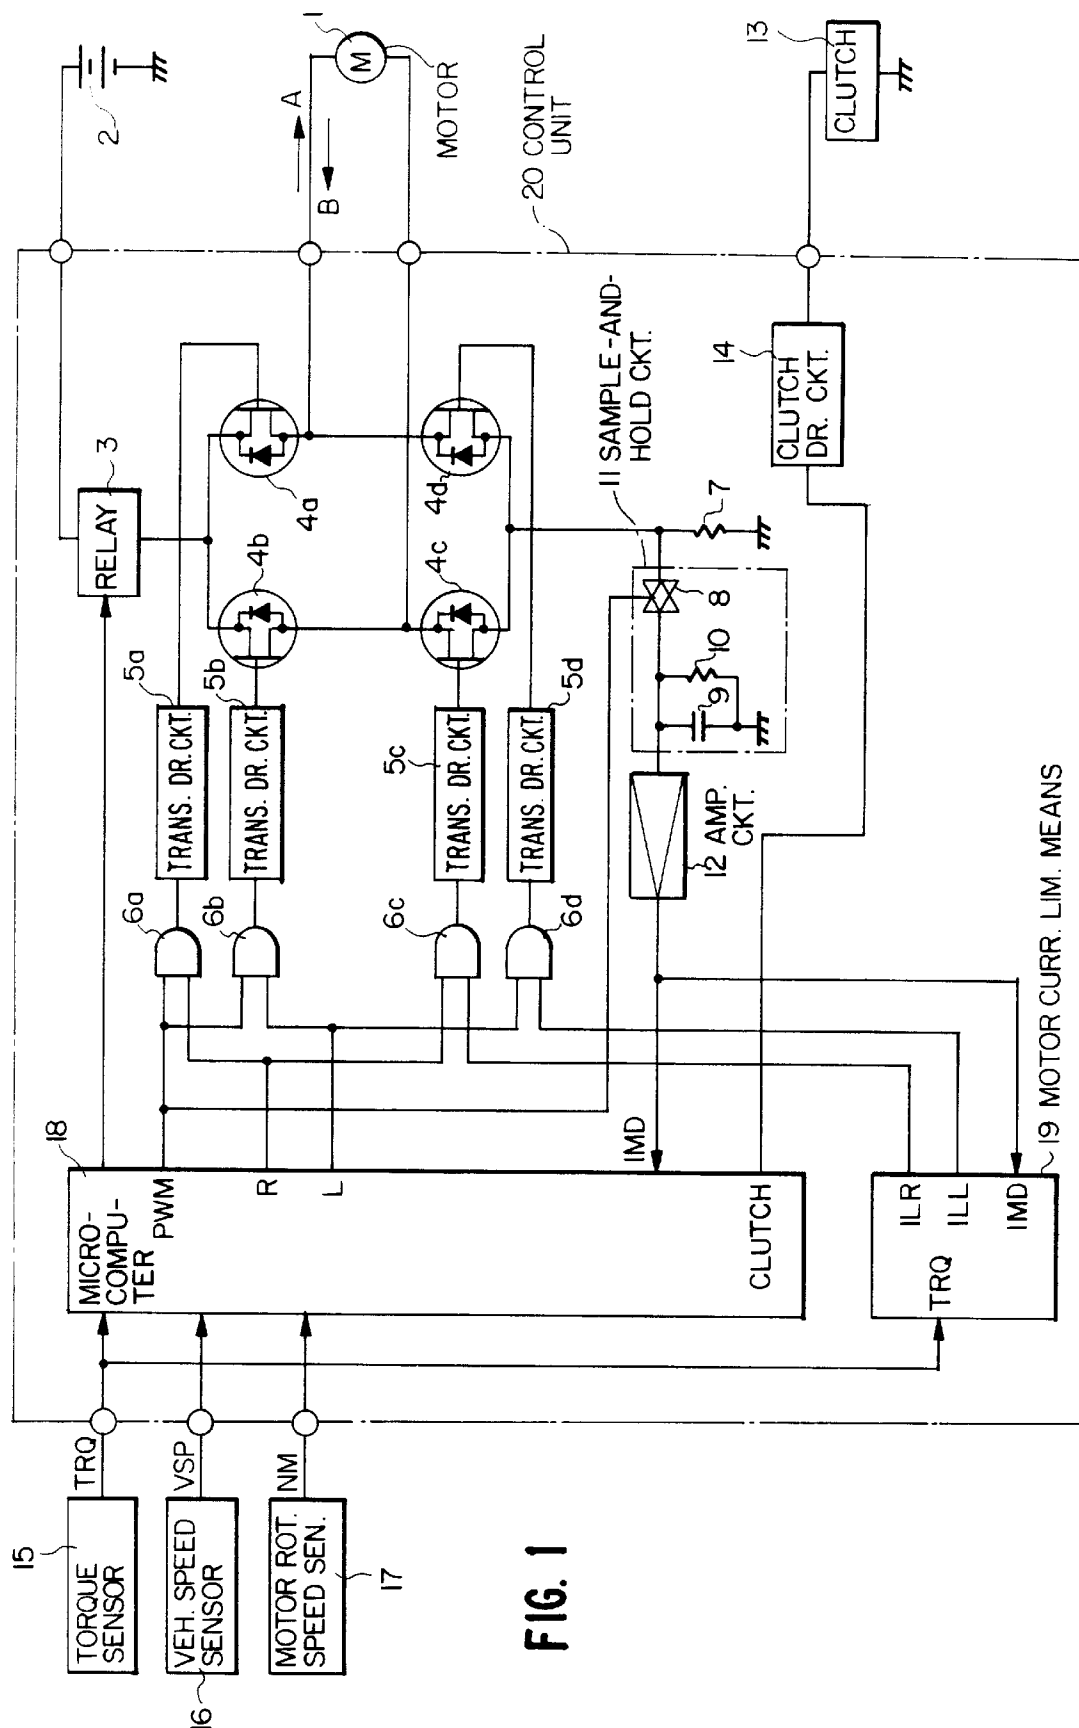 15
TORQUE
SENSOR
TRQ
VEH. SPEED
SENSOR
16
VSP
MOTOR ROT.
SPEED SEN.
17
NM
FIG. 1
18
MICRO-
COMPU-
TER
PWM
R
L
IMD
CLUTCH
TRQ
ILR
ILL
IMD
19 MOTOR CURR. LIM. MEANS
6a
6b
6c
6d
TRANS. DR. CKT.
5a
TRANS. DR. CKT.
5b
TRANS. DR. CKT.
5c
TRANS. DR. CKT.
5d
12 AMP.
CKT.
RELAY
3
4b
4a
4c
4d
9
10
8
7
11 SAMPLE-AND-
HOLD CKT.
CLUTCH
DR. CKT.
14
20 CONTROL
UNIT
B
A
2
M
1
MOTOR
CLUTCH
13